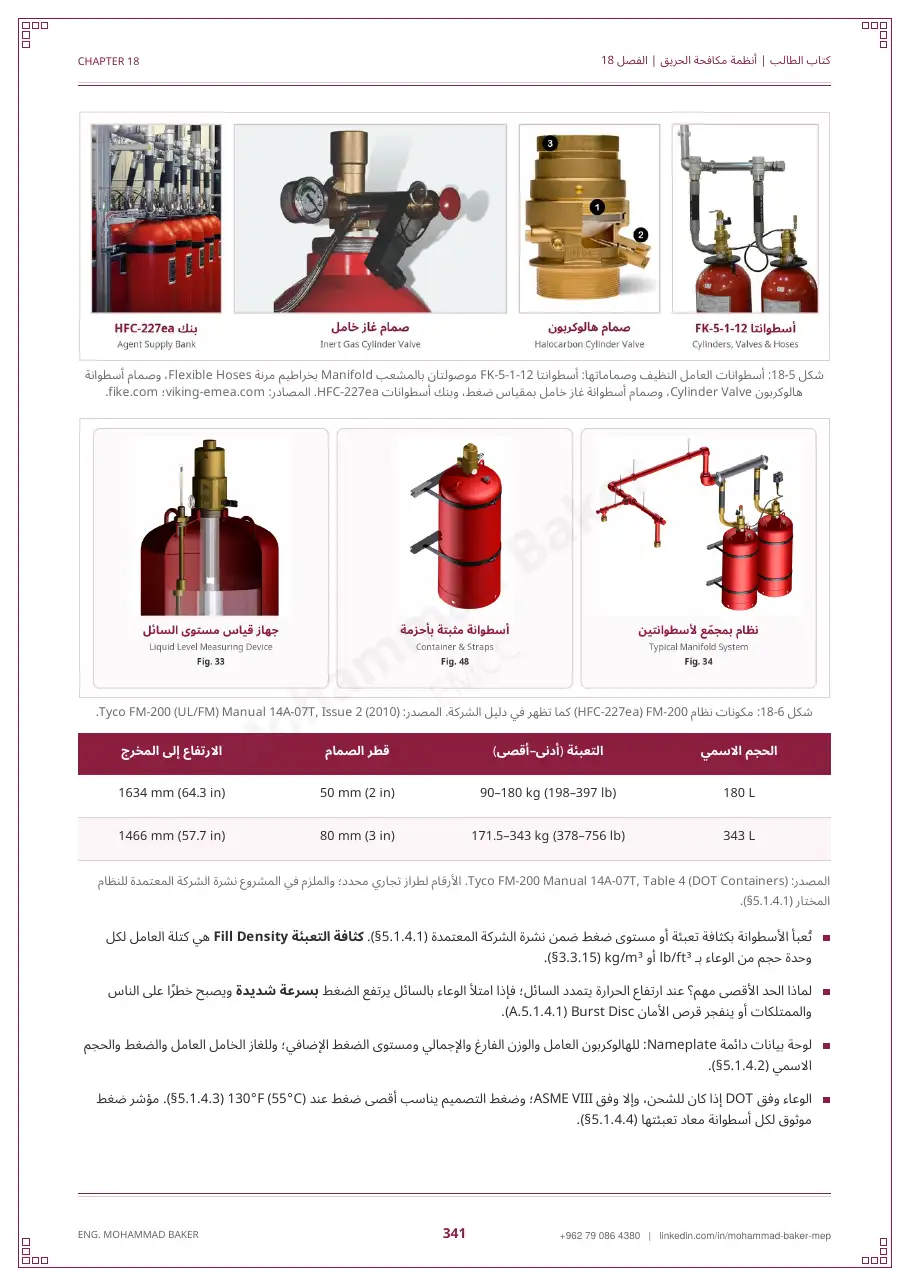 كتاب الطالب | أنظمة مكافحة الحريق | الفصل 18
CHAPTER 18
3
1
2
أسطوانتا FK-5-1-12
Cylinders, Valves & Hoses
صمام هالوكربون
Halocarbon Cylinder Valve
صمام غاز خامل
Inert Gas Cylinder Valve
بنك HFC-227ea
Agent Supply Bank
شكل 18-5: أسطوانات العامل النظيف وصماماتها: أسطوانتا FK-5-1-12 موصولتان بالمشعب Manifold بخراطيم مرنة Flexible Hoses، وصمام أسطوانة
هالوكربون Cylinder Valve، وصمام أسطوانة غاز خامل بمقياس ضغط، وبنك أسطوانات HFC-227ea. المصادر: viking-emea.com؛ fike.com.
نظام بمجمّع لأسطوانتين
Typical Manifold System
Fig. 34
أسطوانة مثبتة بأحزمة
Container & Straps
Fig. 48
جهاز قياس مستوى السائل
Liquid Level Measuring Device
Fig. 33
شكل 18-6: مكونات نظام FM-200 (HFC-227ea) كما تظهر في دليل الشركة. المصدر: Tyco FM-200 (UL/FM) Manual 14A-07T, Issue 2 (2010).
الحجم الاسمي	التعبئة (أدنى–أقصى)	قطر الصمام	الارتفاع إلى المخرج
180 L	90–180 kg (198–397 lb)	50 mm (2 in)	1634 mm (64.3 in)
343 L	171.5–343 kg (378–756 lb)	80 mm (3 in)	1466 mm (57.7 in)
المصدر: Tyco FM-200 Manual 14A-07T, Table 4 (DOT Containers). الأرقام لطراز تجاري محدد؛ والملزم في المشروع نشرة الشركة المعتمدة للنظام
المختار (§5.1.4.1).
تُعبأ الأسطوانة بكثافة تعبئة أو مستوى ضغط ضمن نشرة الشركة المعتمدة (§5.1.4.1). كثافة التعبئة Fill Density هي كتلة العامل لكل
وحدة حجم من الوعاء بـ lb/ft³ أو kg/m³ (§3.3.15).
لماذا الحد الأقصى مهم؟ عند ارتفاع الحرارة يتمدد السائل؛ فإذا امتلأ الوعاء بالسائل يرتفع الضغط بسرعة شديدة ويصبح خطرًا على الناس
والممتلكات أو ينفجر قرص الأمان Burst Disc (A.5.1.4.1).
لوحة بيانات دائمة Nameplate: للهالوكربون العامل والوزن الفارغ والإجمالي ومستوى الضغط الإضافي؛ وللغاز الخامل العامل والضغط والحجم
الاسمي (§5.1.4.2).
الوعاء وفق DOT إذا كان للشحن، وإلا وفق ASME VIII؛ وضغط التصميم يناسب أقصى ضغط عند 130°F (55°C) (§5.1.4.3). مؤشر ضغط
موثوق لكل أسطوانة معاد تعبئتها (§5.1.4.4).
Mohammad Baker
FMCC
ENG. MOHAMMAD BAKER
341
+962 79 086 4380 | linkedin.com/in/mohammad-baker-mep